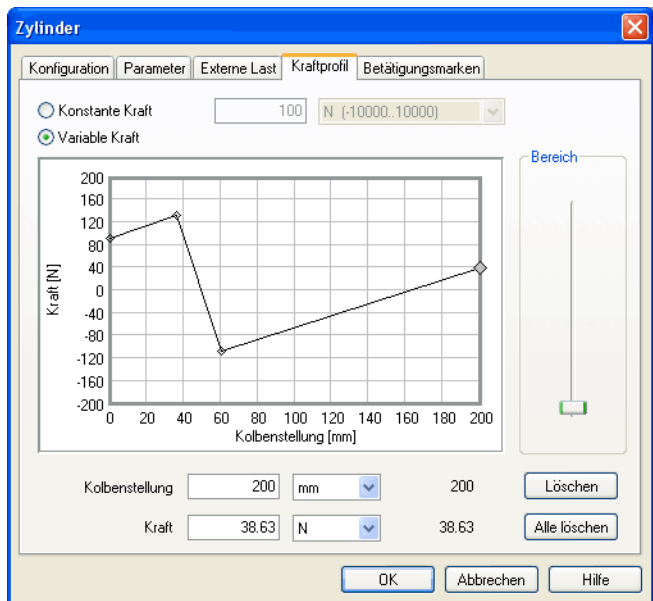 Zylinder
Konfiguration Parameter Externe Last Kraftprofil Betätigungsmarken
Konstante Kraft 100 N (-10000..10000)
Variable Kraft
Bereich
200
160
120
80
40
0
-40
-80
-120
-160
-200
Kraft [N]
0 20 40 60 80 100 120 140 160 180 200
Kolbenstellung [mm]
Kolbenstellung 200 mm 200 Löschen
Kraft 38.63 N 38.63 Alle löschen
OK Abbrechen Hilfe